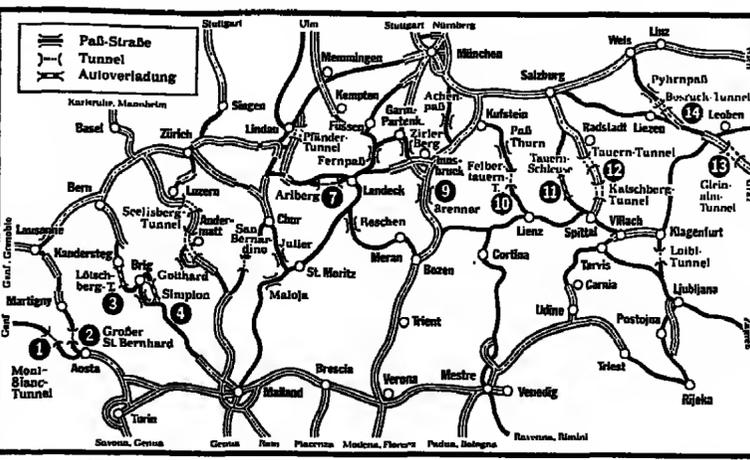 Paß-Straße
Tunnel
Autoverladung
Stuttgart
Ulm
Stuttgart Nürnberg
Linz
Wels
München
Memmingen
Salzburg
Pyhrnpaß
Bosruck-Tunnel
14
Karlsruhe, Mannheim
Basel
Singen
Kempten
Achen-
paß
Garm.-
Partenk.
Kufstein
Radstadt
Liezen
Leoben
Zürich
Lindau
Füssen
Pfänder-
Tunnel
Zirler
Berg
Paß
Thurn
Tauern-Tunnel
Fernpaß
Inns-
bruck
Felber-
tauern-
T.
Tauern-
Schleuse
12
13
Glein-
alm-
Tunnel
Bern
Luzern
Arlberg
7
Landeck
9
Brenner
10
11
Katschberg-
Tunnel
Seelisberg-
Tunnel
Ander-
matt
San
Bernar-
dino
Chur
Julier
Reschen
Lienz
Spittal
Villach
Klagenfurt
Lausanne
Genf, Grenoble
Kandersteg
Brig
Gotthard
Meran
Bozen
Cortina
Tarvis
Loibl-
Tunnel
Lötsch-
berg-T.
3
Simplon
4
St. Moritz
Maloja
Carnia
Ljubljana
Martigny
Udine
Postojna
Genf
1
2
Großer
St. Bernhard
Trient
Mont-
Blanc-
Tunnel
Aosta
Brescia
Verona
Mestre
Triest
Mailand
Venedig
Rijeka
Turin
Savona, Genua
Genua
Piacenza
Modena, Florenz
Padua, Bologna
Ravenna, Rimini